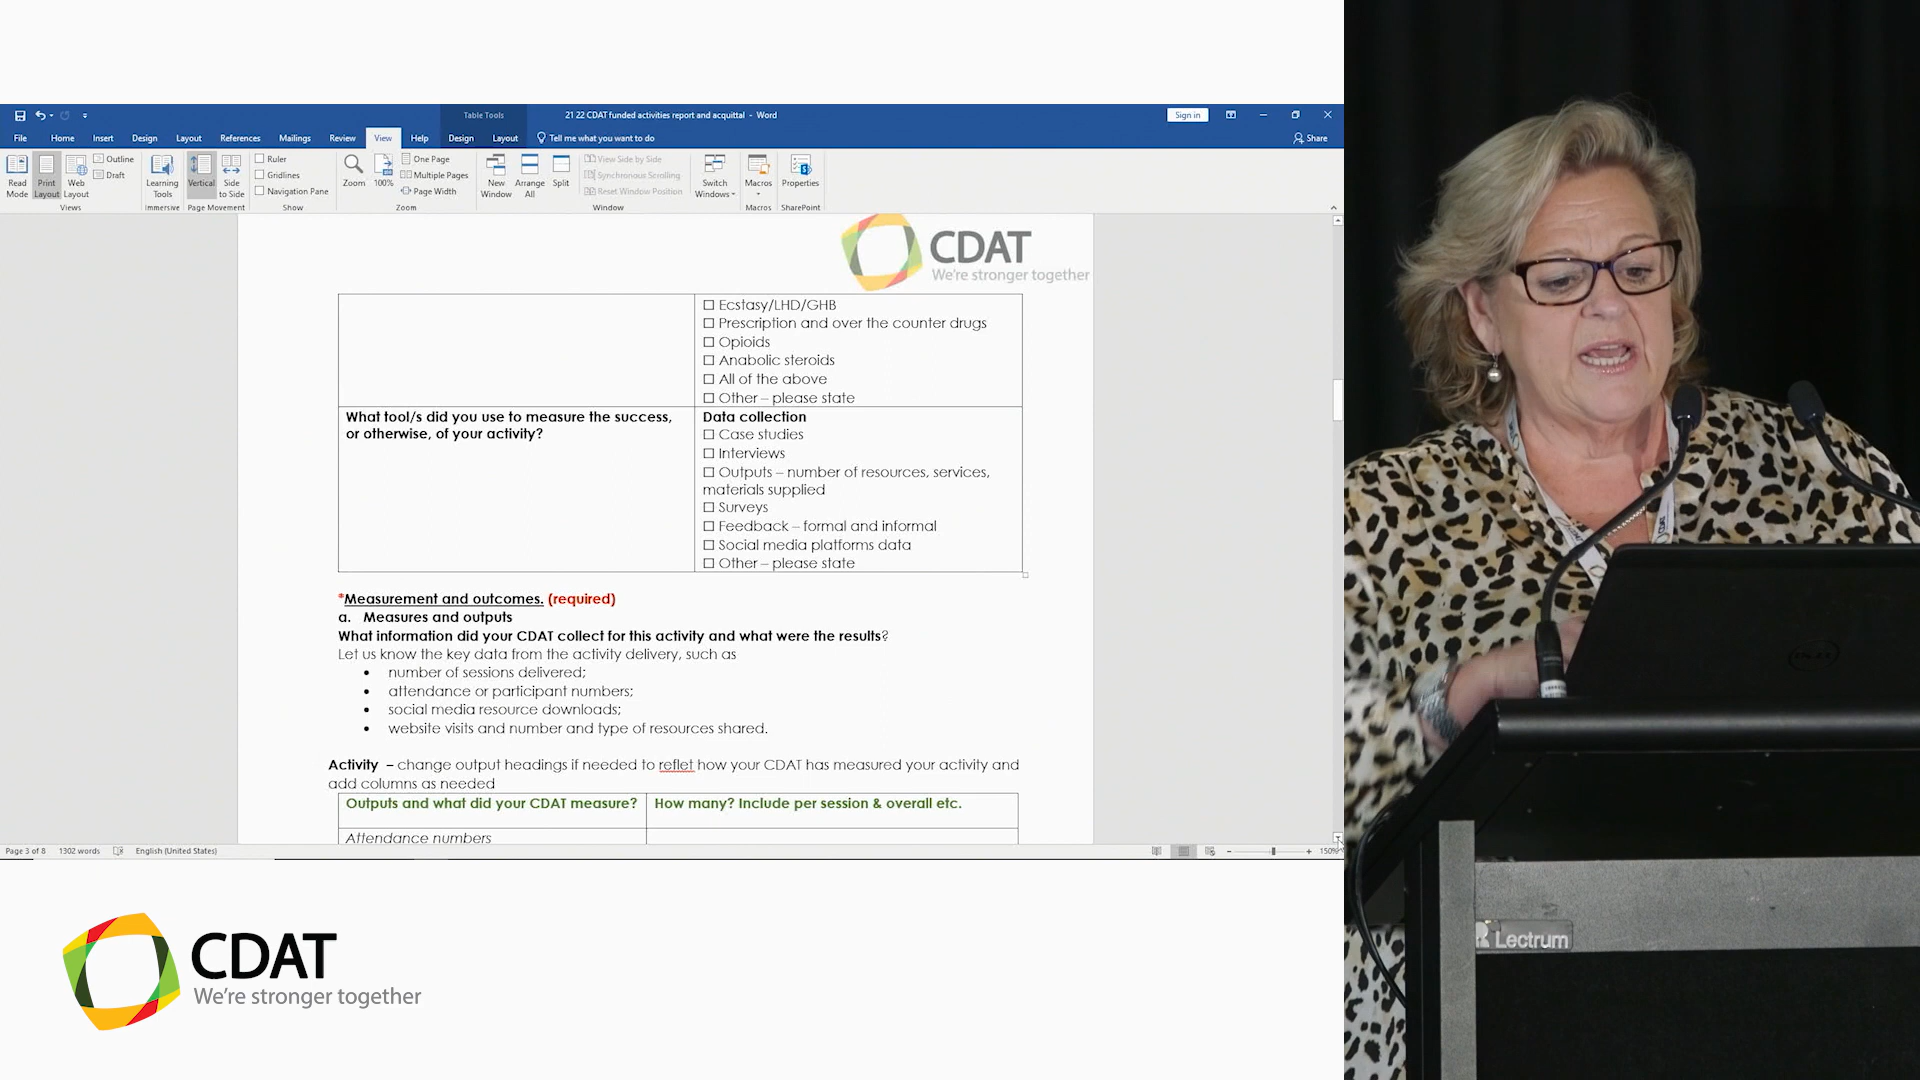 Table Tools
21 22 CDAT funded activities report and acquittal - Word
Sign in
File Home Insert Design Layout References Mailings Review View Help Design Layout Tell me what you want to do
Share
Read Mode
Print Layout
Web Layout
Outline
Draft
Views
Learning Tools
Immersive
Vertical
Side to Side
Page Movement
Ruler
Gridlines
Navigation Pane
Show
Zoom
100%
One Page
Multiple Pages
Page Width
Zoom
New Window
Arrange All
Split
View Side by Side
Synchronous Scrolling
Reset Window Position
Window
Switch Windows
Macros
Macros
Properties
SharePoint
CDAT
We're stronger together
☐ Ecstasy/LHD/GHB
☐ Prescription and over the counter drugs
☐ Opioids
☐ Anabolic steroids
☐ All of the above
☐ Other – please state
What tool/s did you use to measure the success,
or otherwise, of your activity?
Data collection
☐ Case studies
☐ Interviews
☐ Outputs – number of resources, services,
materials supplied
☐ Surveys
☐ Feedback – formal and informal
☐ Social media platforms data
☐ Other – please state
*Measurement and outcomes. (required)
a. Measures and outputs
What information did your CDAT collect for this activity and what were the results?
Let us know the key data from the activity delivery, such as
• number of sessions delivered;
• attendance or participant numbers;
• social media resource downloads;
• website visits and number and type of resources shared.
Activity – change output headings if needed to reflet how your CDAT has measured your activity and
add columns as needed
Outputs and what did your CDAT measure?
How many? Include per session & overall etc.
Attendance numbers
Page 3 of 8 1302 words English (United States)
150%
CDAT
We're stronger together
Lectrum